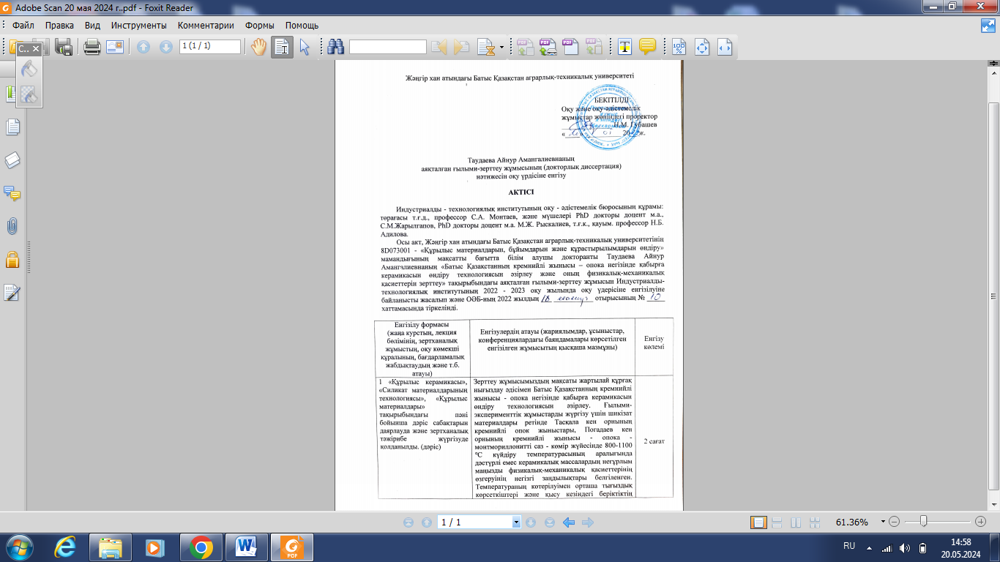 Adobe Scan 20 мая 2024 г..pdf - Foxit Reader
Файл Правка Вид Инструменты Комментарии Формы Помощь
С..
1 (1 / 1)
Жәңгір хан атындағы Батыс Қазақстан аграрлық-техникалық университеті
БЕКІТІЛДІ
Оқу және оқу-әдістемелік
жұмыстар жөніндегі проректор
Н.М. Губашев
« » 20 ж.
Таудаева Айнур Амангалиевнаның
аяқталған ғылыми-зерттеу жұмысының (докторлық диссертация)
нәтижесін оқу үрдісіне енгізу
АКТІСІ
Индустриалды - технологиялық институтының оқу - әдістемелік бюросының құрамы:
төрағасы т.ғ.д., профессор С.А. Монтаев, және мүшелері PhD докторы доцент м.а.,
С.М.Жарылгапов, PhD докторы доцент м.а. М.Ж. Рыскалиев, т.ғ.к., қауым. профессор Н.Б.
Адилова.
Осы акт, Жәңгір хан атындағы Батыс Қазақстан аграрлық-техникалық университетінің
8D073001 - «Құрылыс материалдарын, бұйымдарын және құрастырылымдарын өндіру»
мамандығының мақсатты бағытта білім алушы докторанты Таудаева Айнур
Амангалиевнаның «Батыс Қазақстанның кремнийлі жынысы – опока негізінде қабырға
керамикасын өндіру технологиясын әзірлеу және оның физикалық-механикалық
қасиеттерін зерттеу» тақырыбындағы аяқталған ғылыми-зерттеу жұмысын Индустриалды-
технологиялық институтының 2022 - 2023 оқу жылында оқу үдерісіне енгізілуіне
байланысты жасалып және ОӘБ-ның 2022 жылдың отырысының № 10
хаттамасында тіркелінді.
Енгізілу формасы
(жаңа курстың, лекция
бөлімінің, зертханалық
жұмыстың, оқу көмекші
құралының, бағдарламалық
жабдықтаудың және т.б.
атауы)
Енгізулердің атауы (жариялымдар, ұсыныстар,
конференциялардағы баяндамалары көрсетілген
енгізілген жұмысытың қысқаша мазмұны)
Енгізу
көлемі
1 «Құрылыс керамикасы»,
«Силикат материалдарының
технологиясы», «Құрылыс
материалдары»
тақырыбындағы пәні
бойынша дәріс сабақтарын
даярлауда және зертханалық
тәжірибе жүргізуде
қолданылды. (дәріс)
Зерттеу жұмысымыздың мақсаты жартылай құрғақ
нығыздау әдісімен Батыс Қазақстанның кремнийлі
жынысы - опока негізінде қабырға керамикасын
өндіру технологиясын әзірлеу. Ғылыми-
эксперименттік жұмыстарды жүргізу үшін шикізат
материалдары ретінде Тасқала кен орнының
кремнийлі опок жыныстары, Погадаев кен
орнының кремнийлі жынысы - опока -
монтмориллонитті саз - көмір жүйесінде 800-1100
°С күйдіру температурасының аралығында
дәстүрлі емес керамикалық массалардың неғұрлым
маңызды физикалық-механикалық қасиеттерінің
өзгеруінің негізгі заңдылықтары белгіленген.
Температураның көтерілуімен орташа тығыздық
көрсеткіштері және қысу кезіндегі беріктіктің
2 сағат
1 / 1
61.36%
RU
14:58
20.05.2024